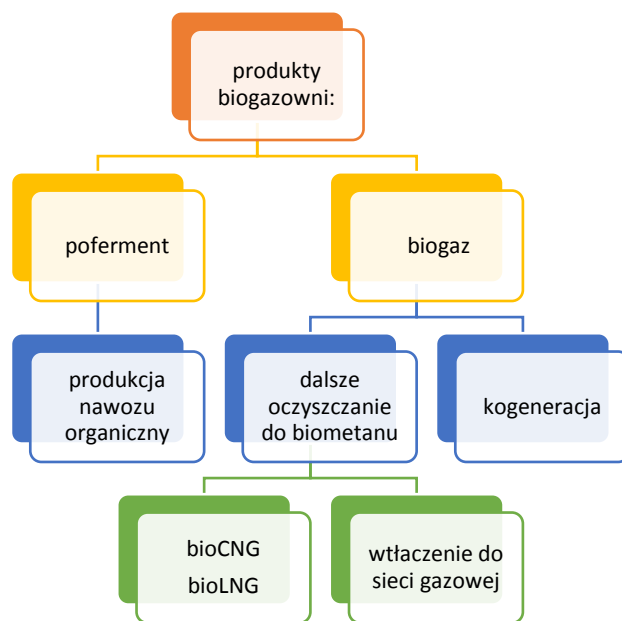 produkty
biogazowni:
poferment
biogaz
produkcja
nawozu
organiczny
dalsze
oczyszczanie
do biometanu
kogeneracja
bioCNG
bioLNG
wtłaczenie do
sieci gazowej